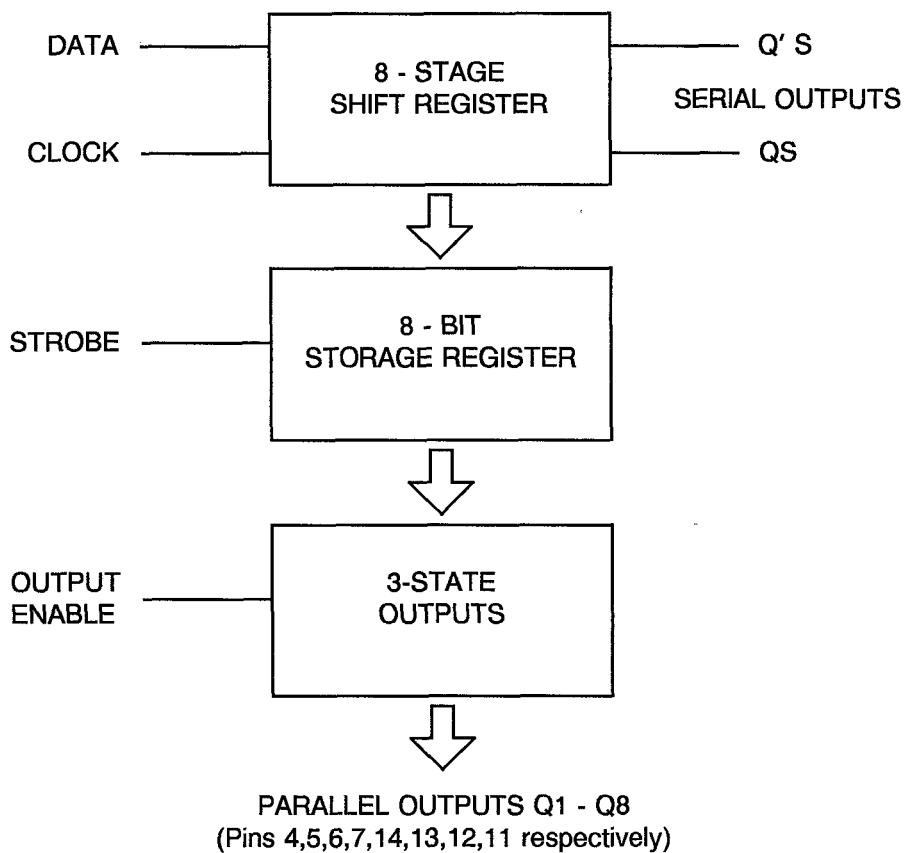 DATA
8 - STAGE
SHIFT REGISTER
Q' S
SERIAL OUTPUTS
CLOCK
QS
STROBE
8 - BIT
STORAGE REGISTER
OUTPUT
ENABLE
3-STATE
OUTPUTS
PARALLEL OUTPUTS Q1 - Q8
(Pins 4,5,6,7,14,13,12,11 respectively)